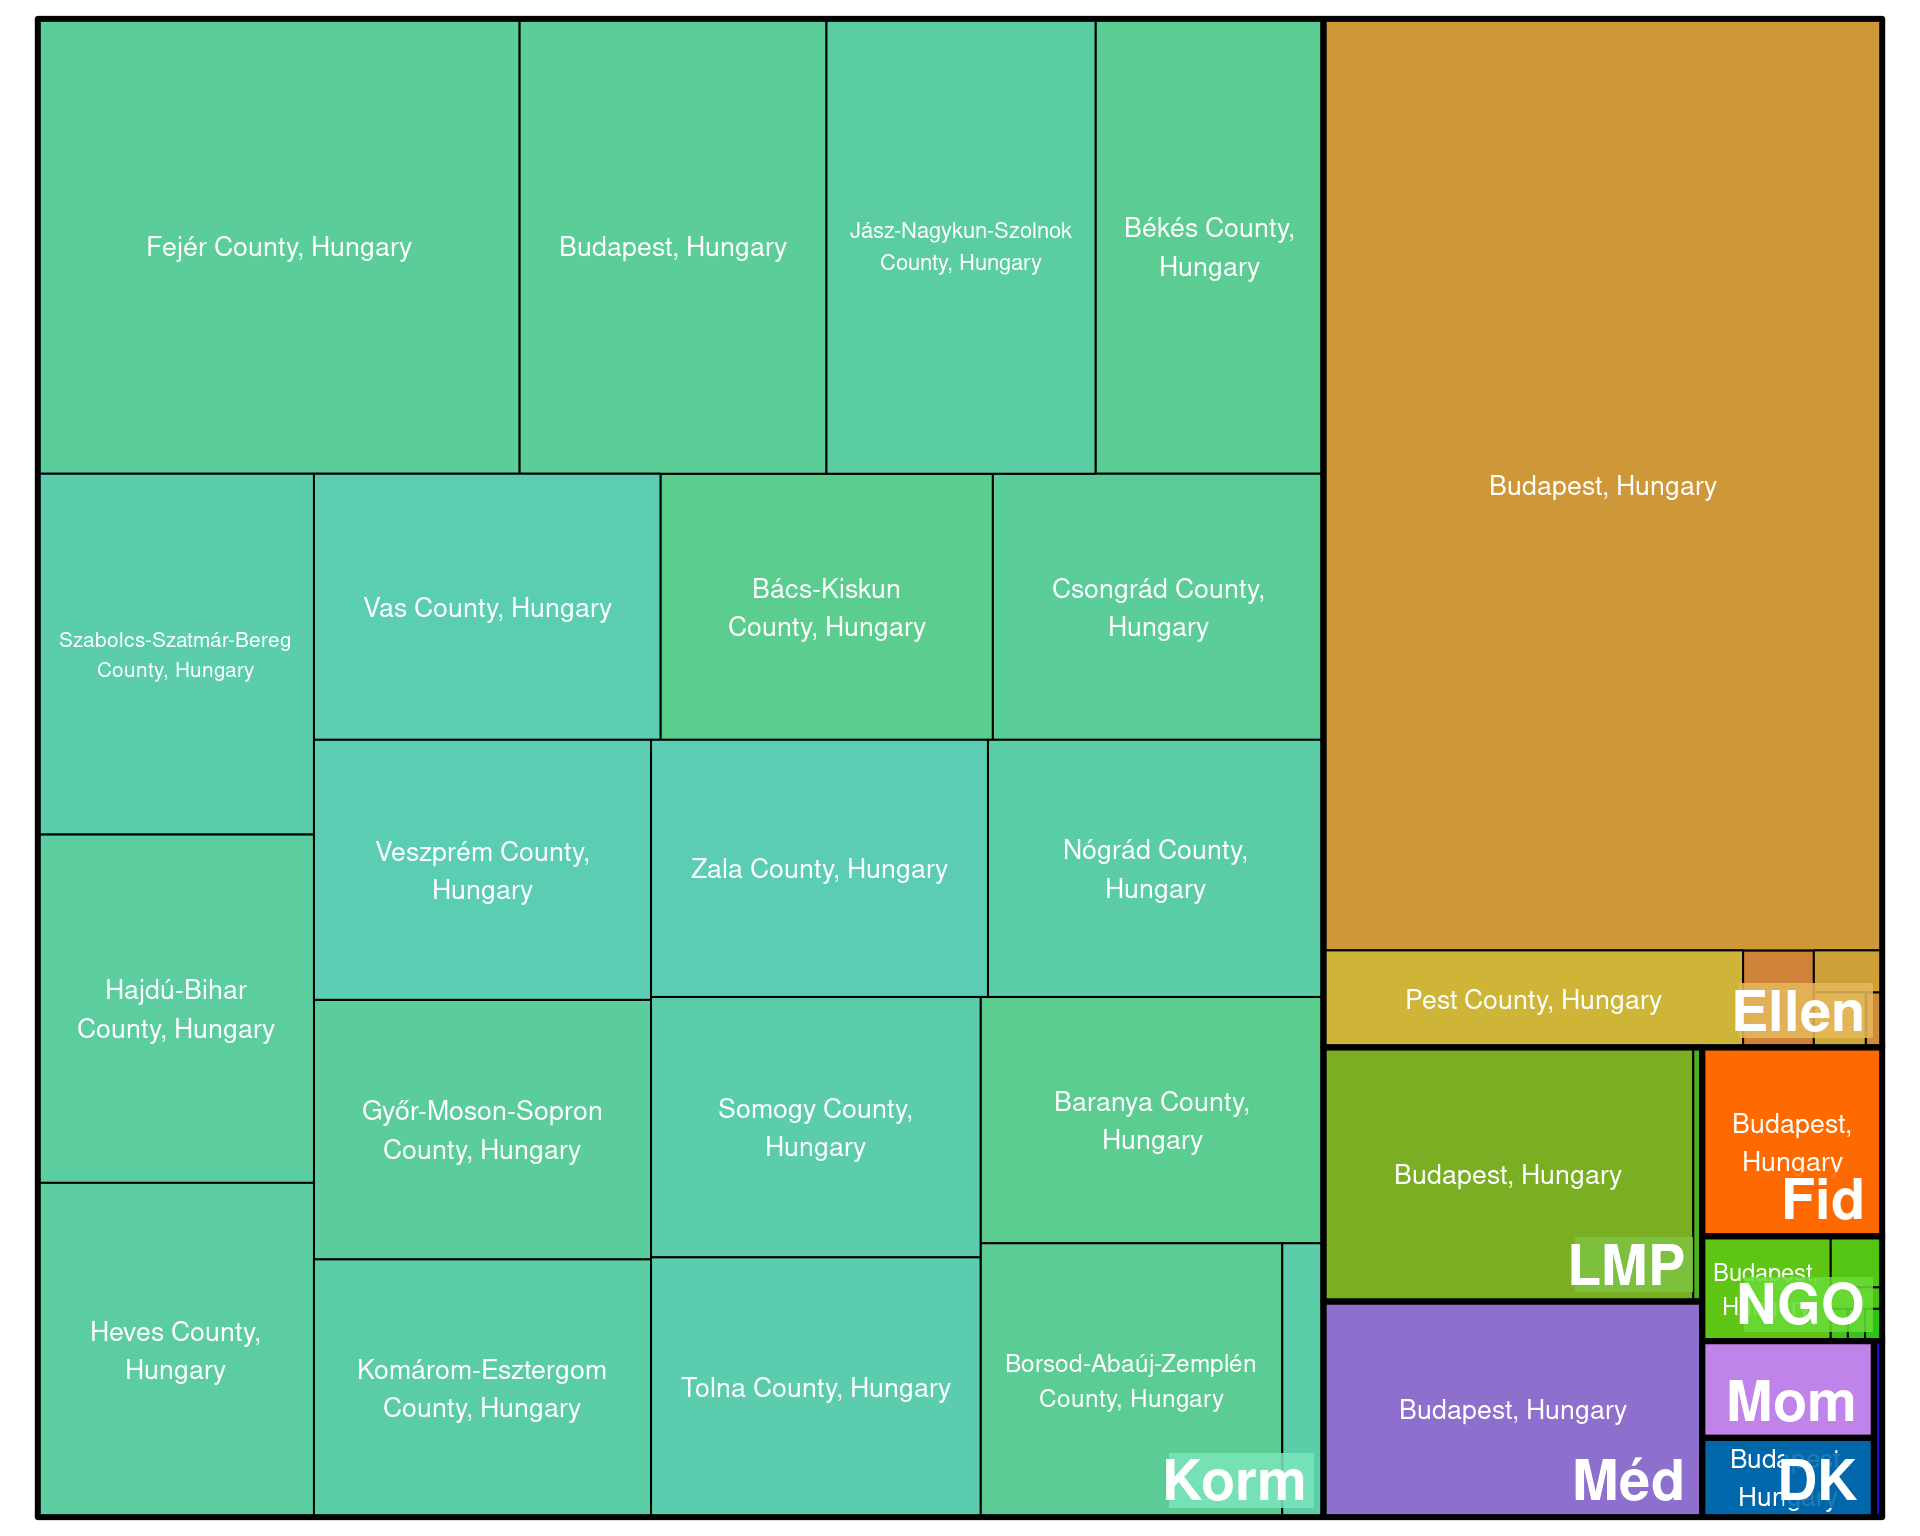 Fejér County, Hungary
Budapest, Hungary
Jász-Nagykun-Szolnok
County, Hungary
Békés County,
Hungary
Szabolcs-Szatmár-Bereg
County, Hungary
Vas County, Hungary
Bács-Kiskun
County, Hungary
Csongrád County,
Hungary
Veszprém County,
Hungary
Zala County, Hungary
Nógrád County,
Hungary
Hajdú-Bihar
County, Hungary
Győr-Moson-Sopron
County, Hungary
Somogy County,
Hungary
Baranya County,
Hungary
Heves County,
Hungary
Komárom-Esztergom
County, Hungary
Tolna County, Hungary
Borsod-Abaúj-Zemplén
County, Hungary
Korm
Budapest, Hungary
Pest County, Hungary
Ellen
Budapest, Hungary
LMP
Budapest,
Hungary
Fid
Budapest,
NGO
Budapest, Hungary
Méd
Mom
Budapest,
Hungary
DK